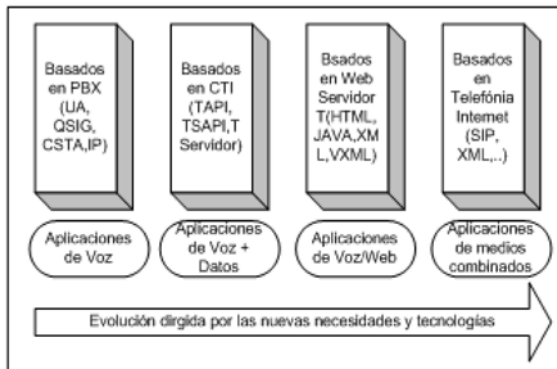 Basados
en PBX
(UA,
QSIG,
CSTA,IP)
Basados
en CTI
(TAPI,
TSAPI,T
Servidor)
Bsados
en Web
Servidor
T(HTML,
JAVA,XM
L,VXML)
Basados
en
Telefónia
Internet
(SIP,
XML,..)
Aplicaciones
de Voz
Aplicaciones
de Voz +
Datos
Aplicaciones
de Voz/Web
Aplicaciones
de medios
combinados
Evolución dirgida por las nuevas necesidades y tecnologías